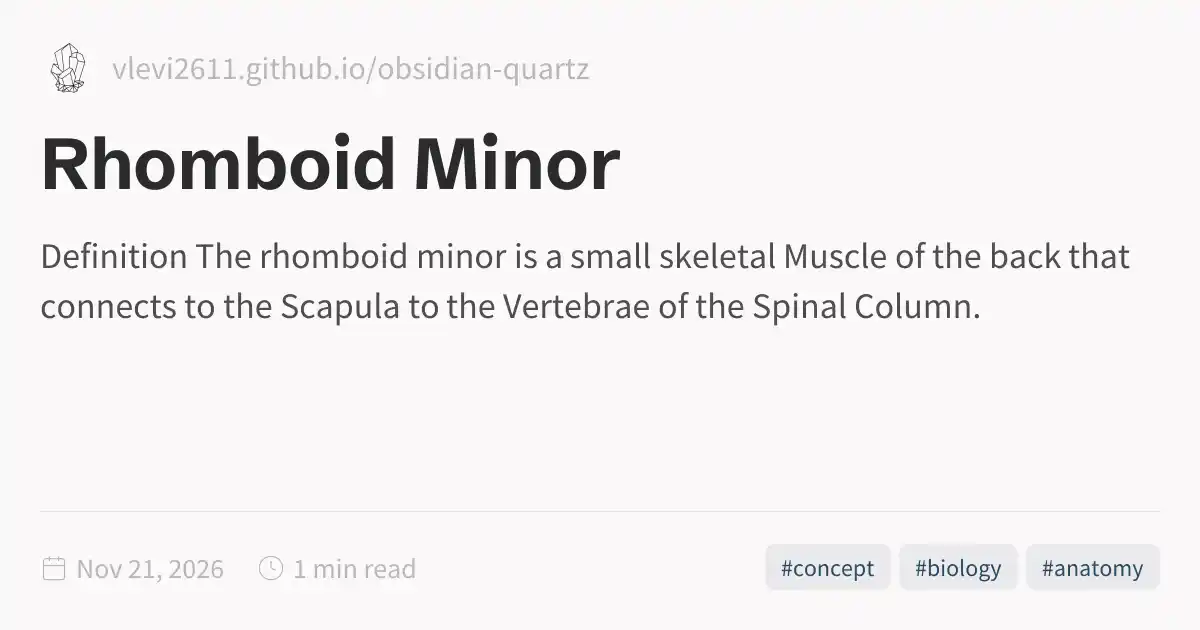 vlevi2611.github.io/obsidian-quartz
Rhomboid Minor
Definition The rhomboid minor is a small skeletal Muscle of the back that
connects to the Scapula to the Vertebrae of the Spinal Column.
Nov 21, 2026 1 min read #concept #biology #anatomy